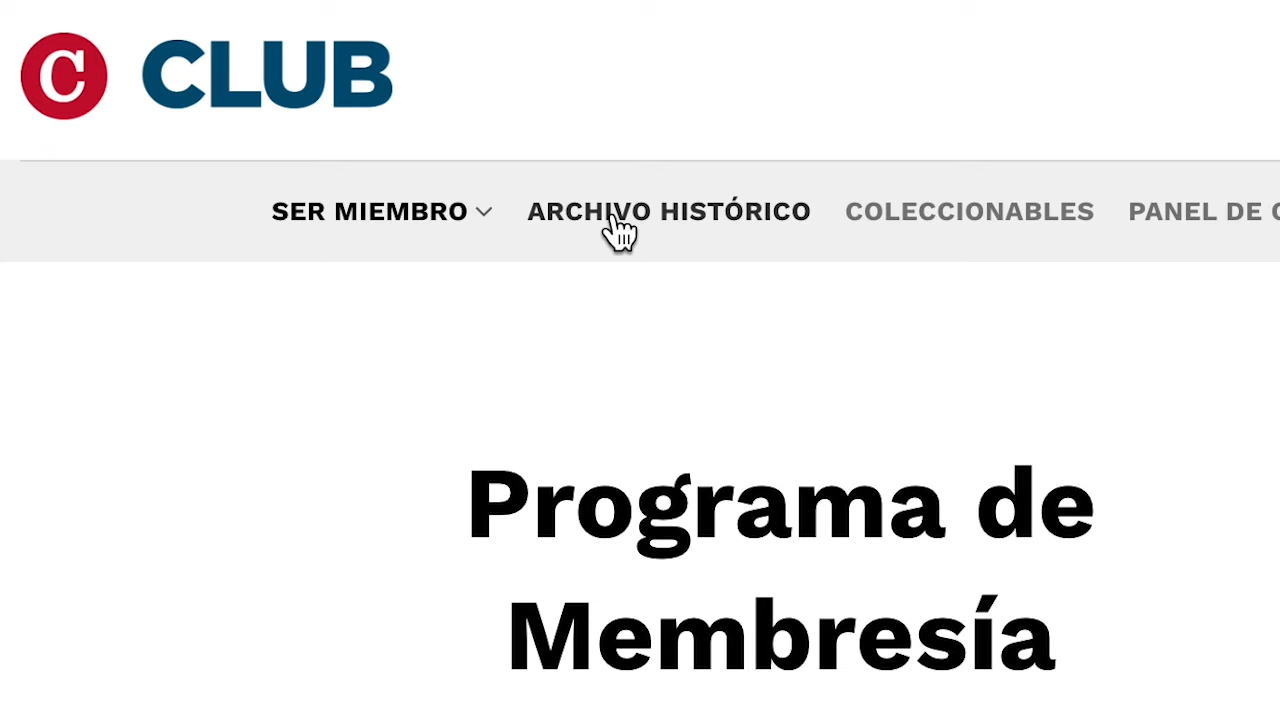 C CLUB
SER MIEMBRO ARCHIVO HISTÓRICO COLECCIONABLES PANEL DE
Programa de
Membresía